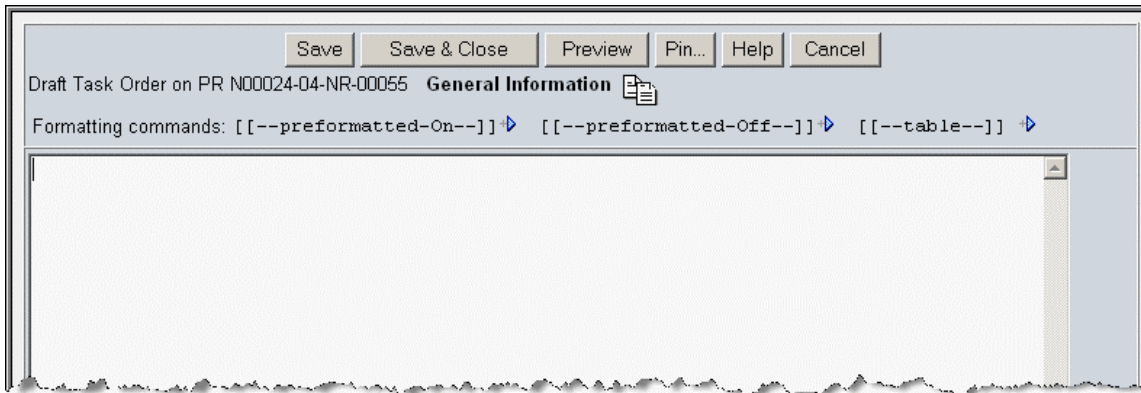 Save Save & Close Preview Pin... Help Cancel
Draft Task Order on PR N00024-04-NR-00055 General Information
Formatting commands: [[--preformatted-On--]] [[--preformatted-Off--]] [[--table--]]